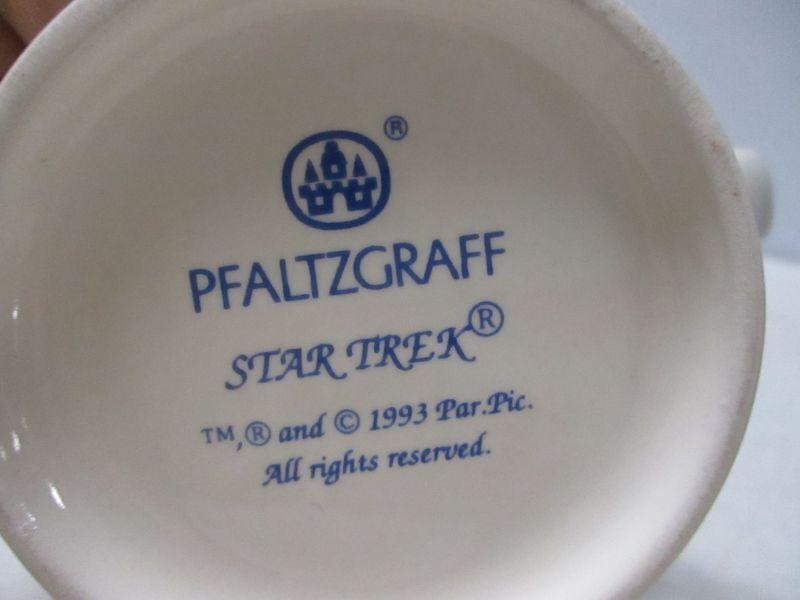 ®
PFALTZGRAFF
STAR TREK®
™,® and © 1993 Par.Pic.
All rights reserved.